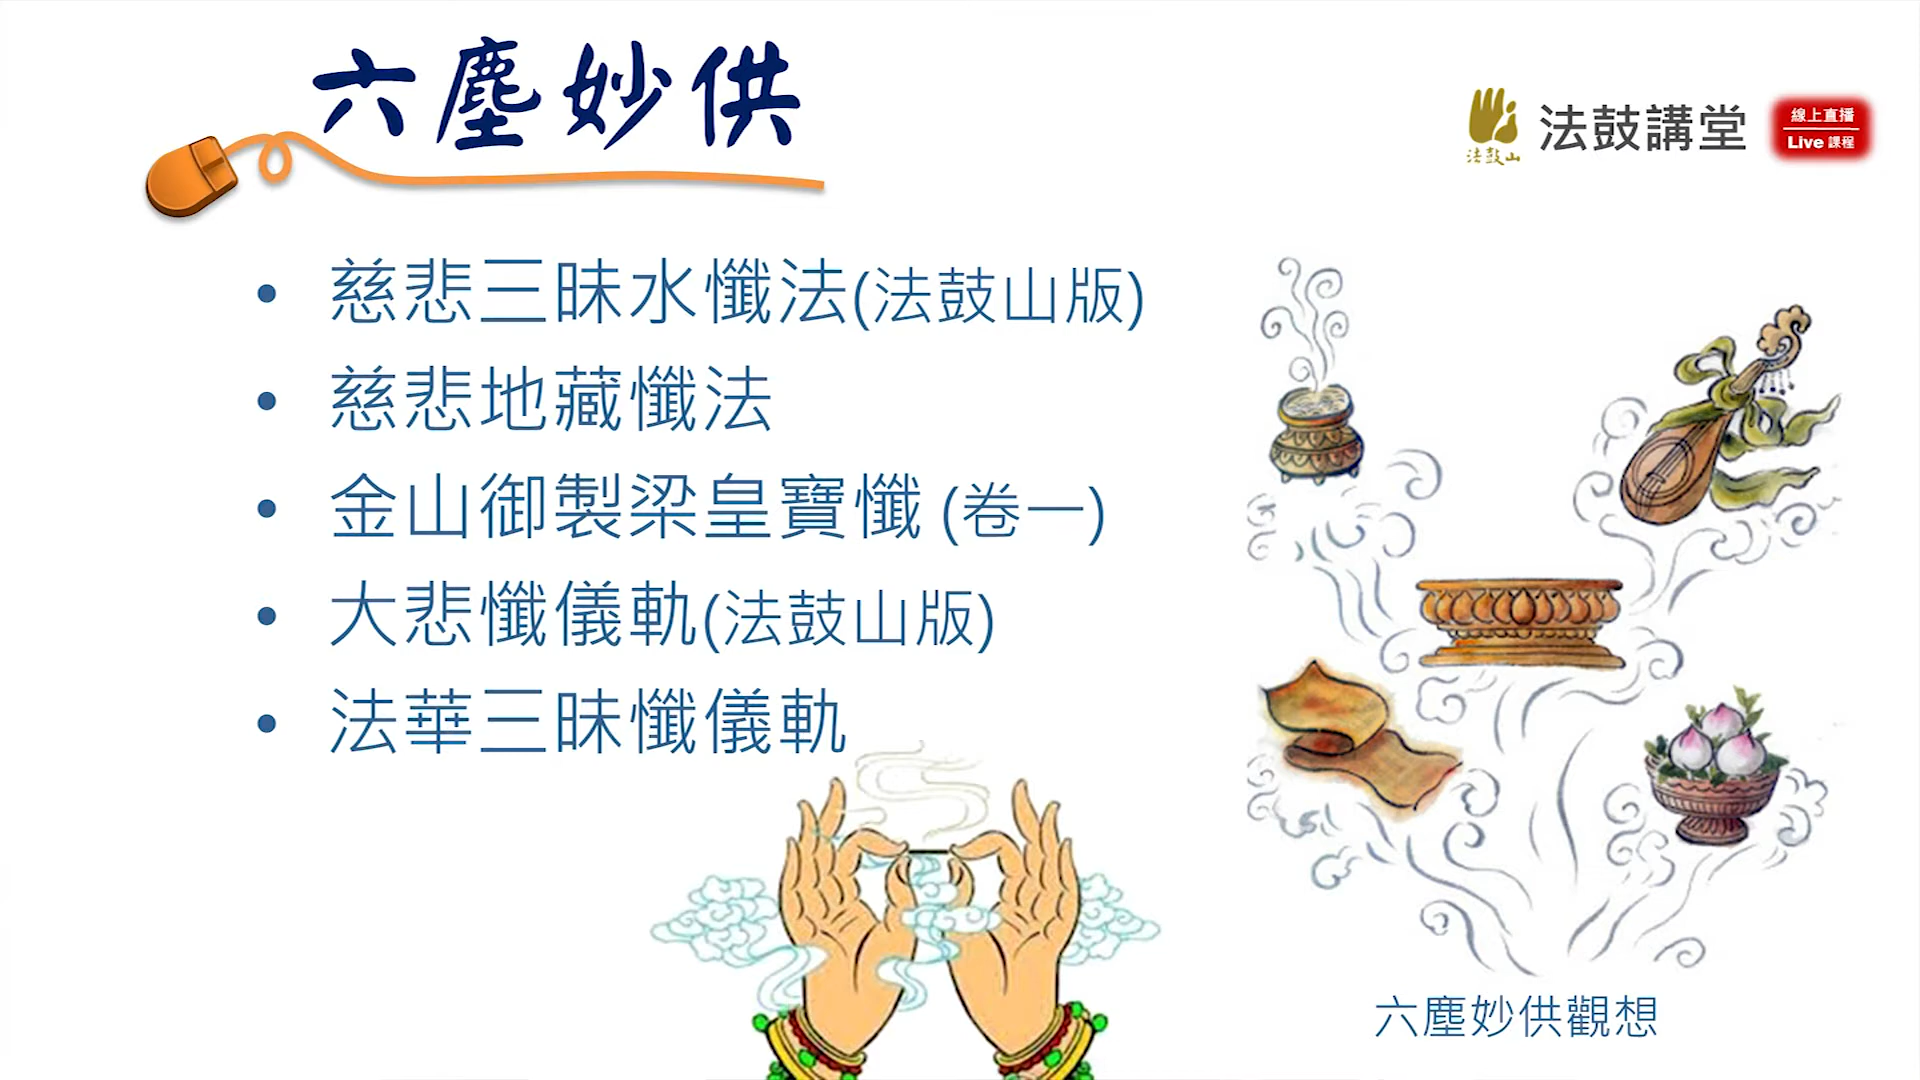 六塵妙供
法鼓山
法鼓講堂
線上直播
Live 課程
• 慈悲三昧水懺法(法鼓山版)
• 慈悲地藏懺法
• 金山御製梁皇寶懺 (卷一)
• 大悲懺儀軌(法鼓山版)
• 法華三昧懺儀軌
六塵妙供觀想